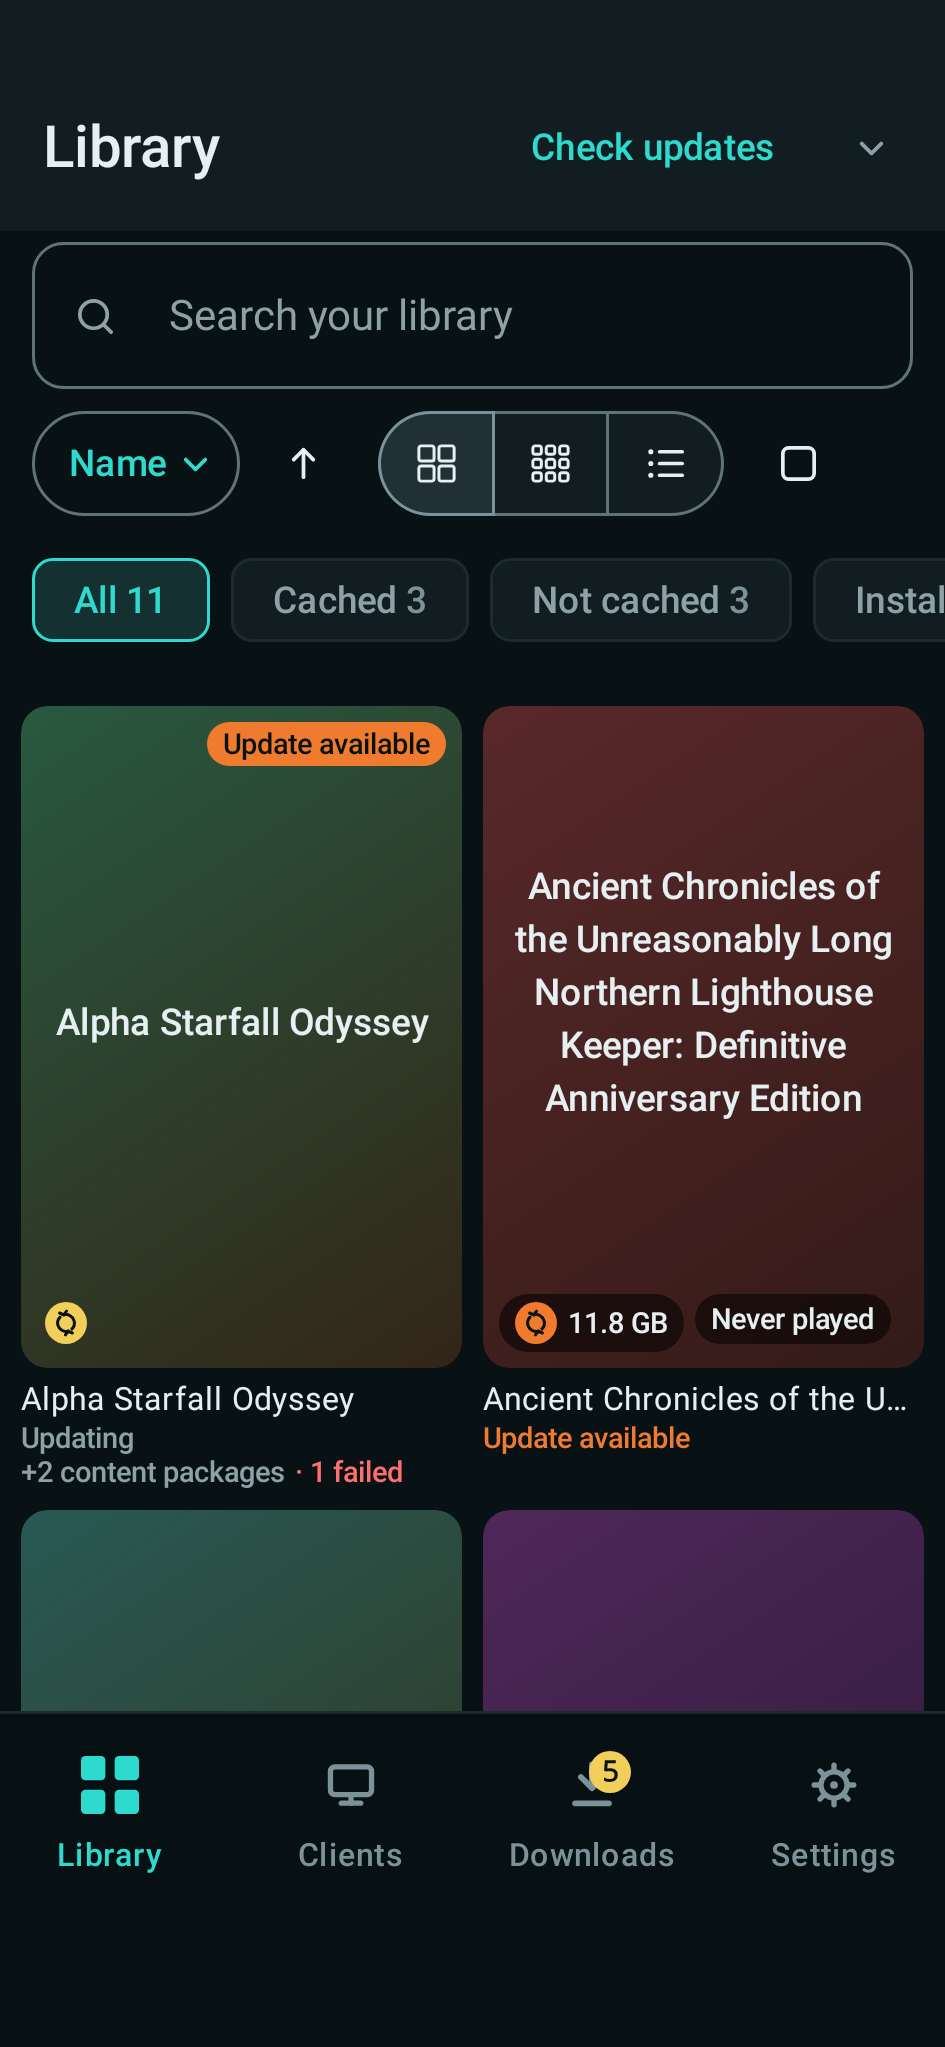 Library
Check updates
Search your library
Name
All 11
Cached 3
Not cached 3
Instal
Update available
Alpha Starfall Odyssey
Ancient Chronicles of
the Unreasonably Long
Northern Lighthouse
Keeper: Definitive
Anniversary Edition
11.8 GB
Never played
Alpha Starfall Odyssey
Updating
+2 content packages · 1 failed
Ancient Chronicles of the U…
Update available
Library
Clients
5
Downloads
Settings